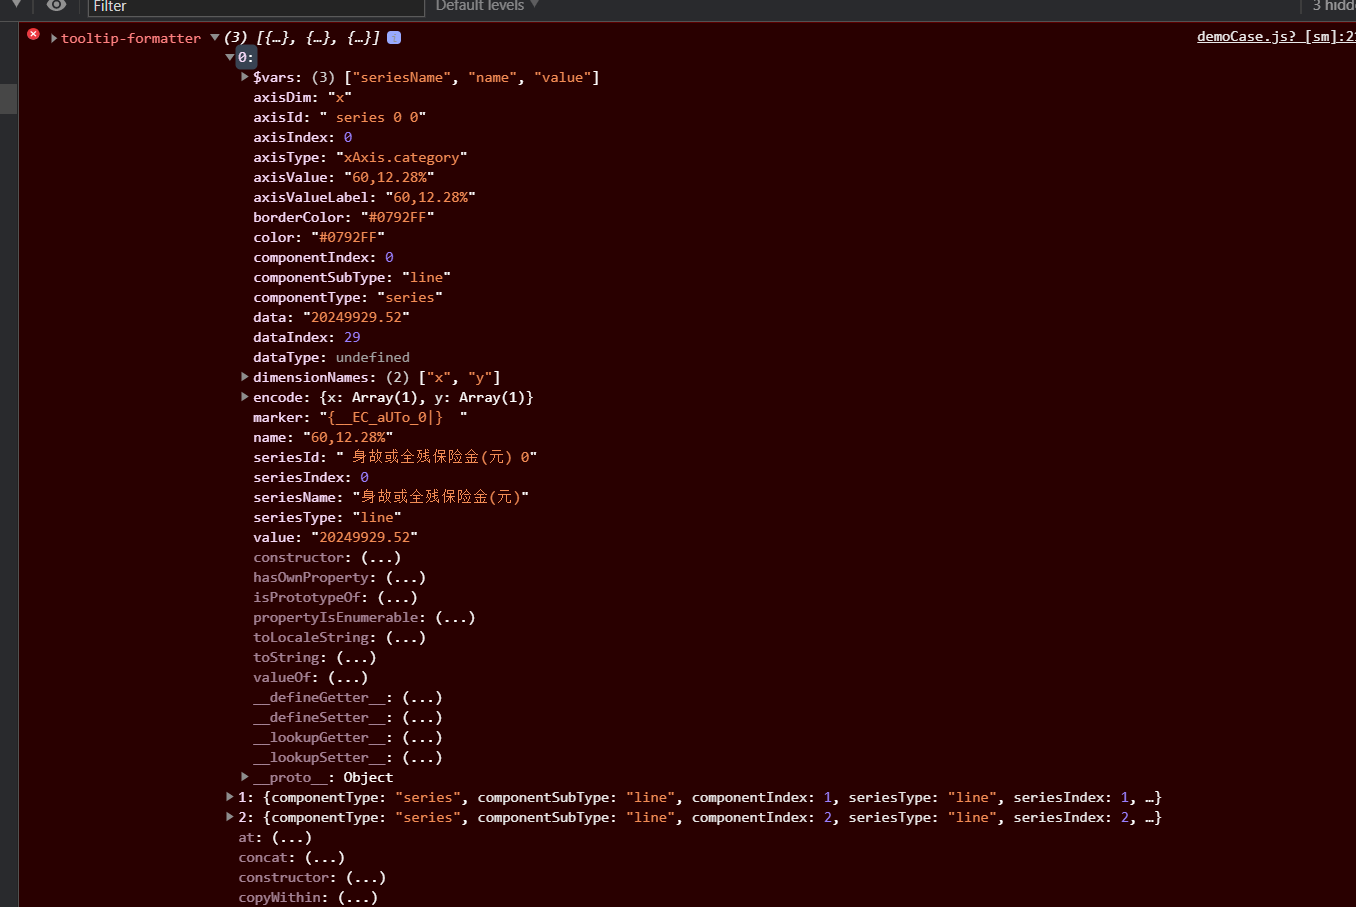 Filter
Default levels
3 hidd
tooltip-formatter (3) [{…}, {…}, {…}] i
demoCase.js? [sm]:2
0:
$vars: (3) ["seriesName", "name", "value"]
axisDim: "x"
axisId: " series 0 0"
axisIndex: 0
axisType: "xAxis.category"
axisValue: "60,12.28%"
axisValueLabel: "60,12.28%"
borderColor: "#0792FF"
color: "#0792FF"
componentIndex: 0
componentSubType: "line"
componentType: "series"
data: "20249929.52"
dataIndex: 29
dataType: undefined
dimensionNames: (2) ["x", "y"]
encode: {x: Array(1), y: Array(1)}
marker: "{__EC_aUTo_0|}  "
name: "60,12.28%"
seriesId: " 身故或全残保险金(元) 0"
seriesIndex: 0
seriesName: "身故或全残保险金(元)"
seriesType: "line"
value: "20249929.52"
constructor: (...)
hasOwnProperty: (...)
isPrototypeOf: (...)
propertyIsEnumerable: (...)
toLocaleString: (...)
toString: (...)
valueOf: (...)
__defineGetter__: (...)
__defineSetter__: (...)
__lookupGetter__: (...)
__lookupSetter__: (...)
__proto__: Object
1: {componentType: "series", componentSubType: "line", componentIndex: 1, seriesType: "line", seriesIndex: 1, …}
2: {componentType: "series", componentSubType: "line", componentIndex: 2, seriesType: "line", seriesIndex: 2, …}
at: (...)
concat: (...)
constructor: (...)
copyWithin: (...)